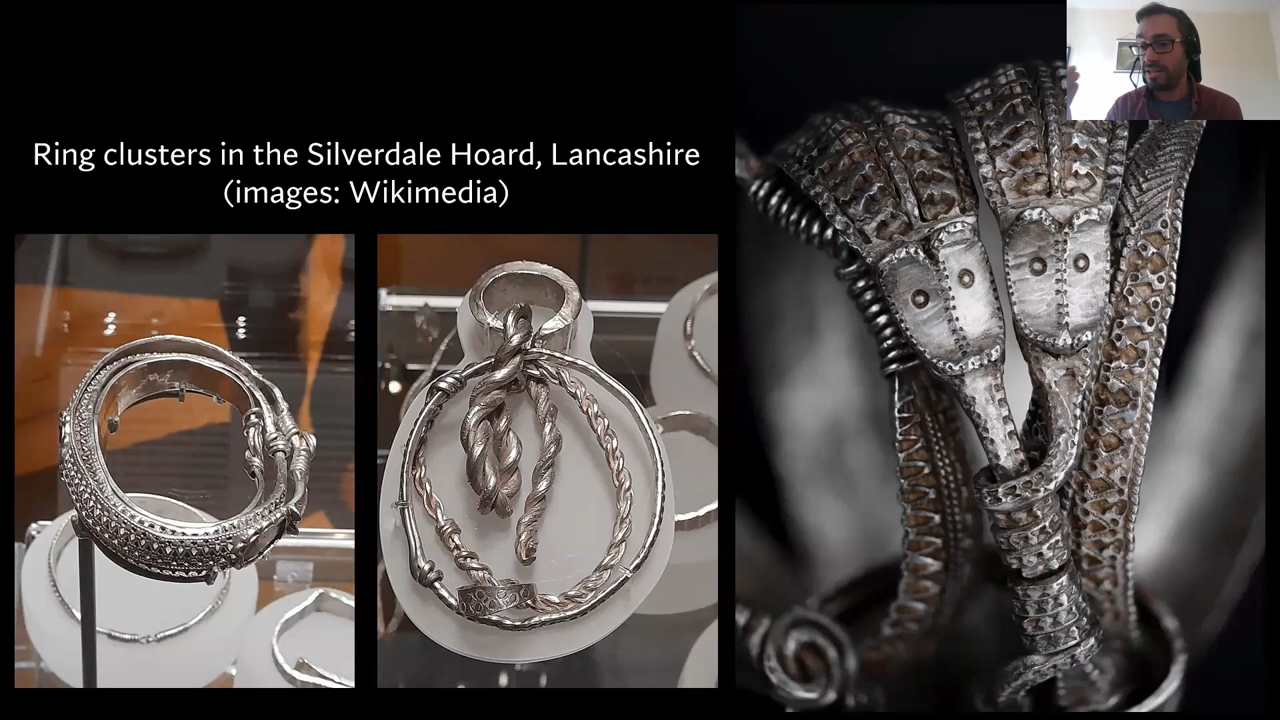 Ring clusters in the Silverdale Hoard, Lancashire
(images: Wikimedia)